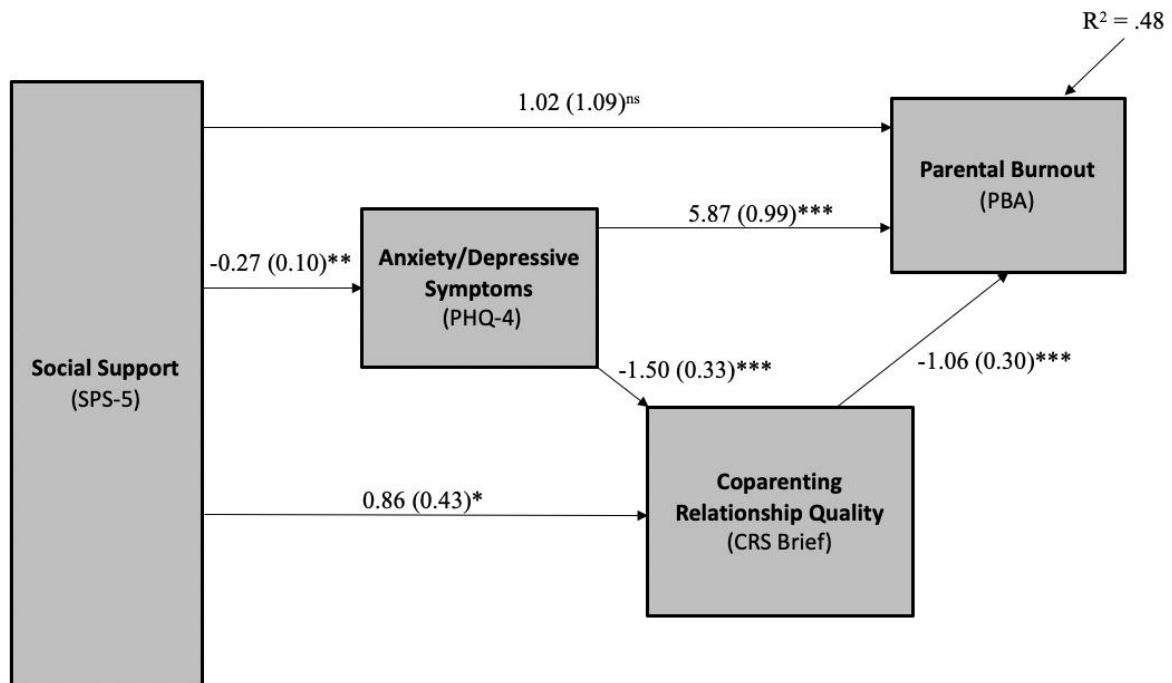 R² = .48
1.02 (1.09)ⁿˢ
Parental Burnout
(PBA)
5.87 (0.99)***
-0.27 (0.10)**
Anxiety/Depressive
Symptoms
(PHQ-4)
Social Support
(SPS-5)
-1.50 (0.33)***
-1.06 (0.30)***
0.86 (0.43)*
Coparenting
Relationship Quality
(CRS Brief)